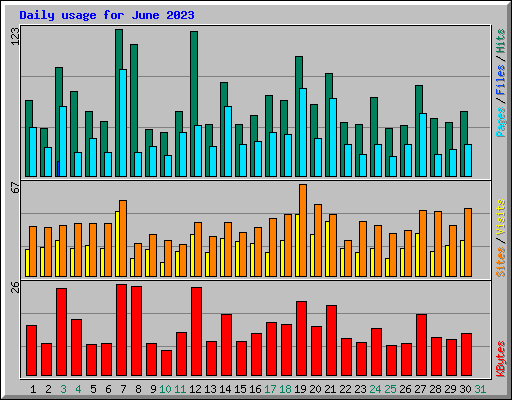 Daily usage for June 2023
123
67
26
Pages / Files / Hits
Sites / Visits
KBytes
1 2 3 4 5 6 7 8 9 10 11 12 13 14 15 16 17 18 19 20 21 22 23 24 25 26 27 28 29 30 31